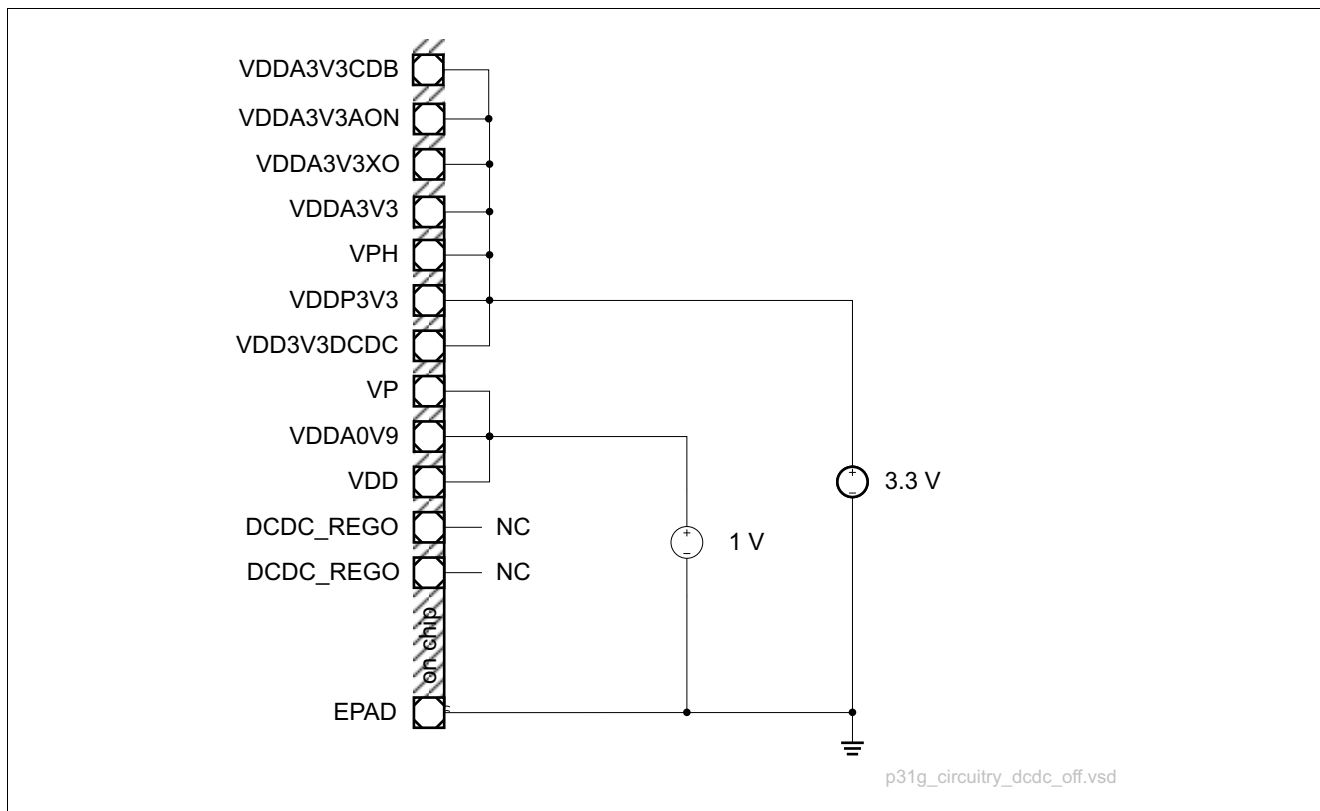 VDDA3V3CDB
VDDA3V3AON
VDDA3V3XO
VDDA3V3
VPH
VDDP3V3
VDD3V3DCDC
VP
VDDA0V9
VDD
3.3 V
DCDC_REGO NC
1 V
DCDC_REGO NC
on chip
EPAD
p31g_circuitry_dcdc_off.vsd